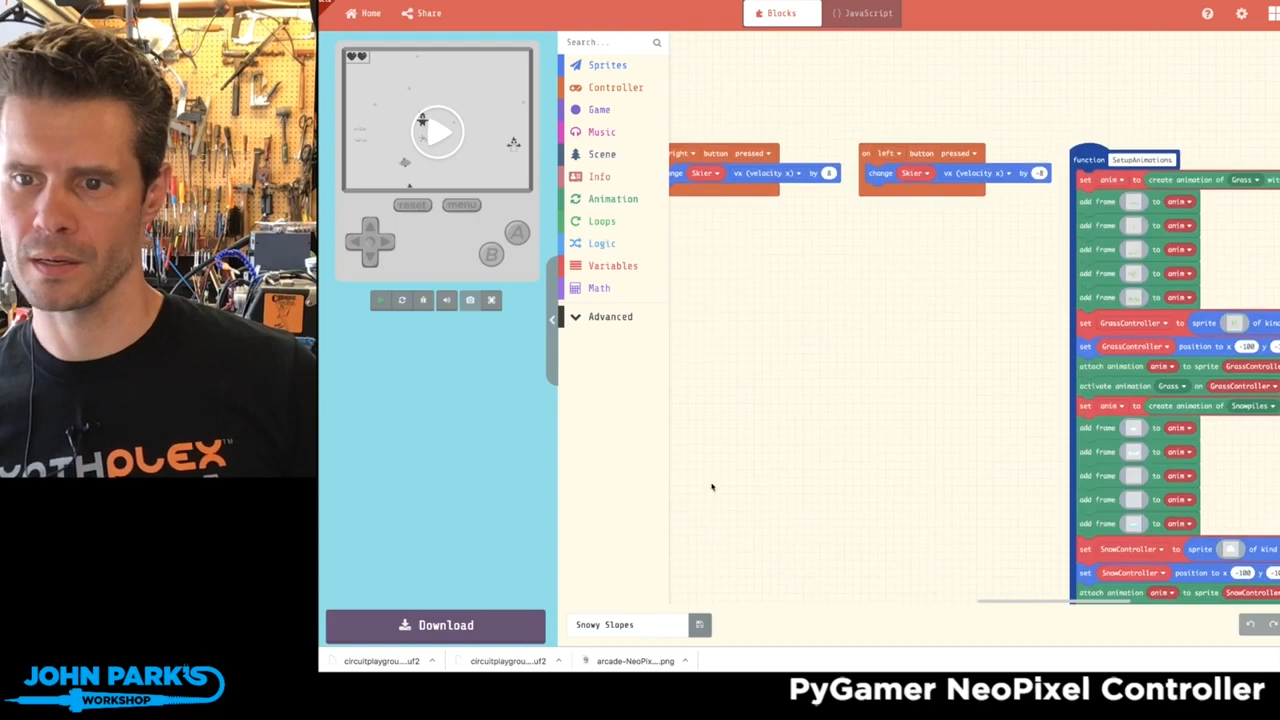 Home
Share
Blocks
{} JavaScript
?
reset
menu
A
B
Download
Search...
Sprites
Controller
Game
Music
Scene
Info
Animation
Loops
Logic
Variables
Math
Advanced
button pressed
Skier vx (velocity x) by 8
on left button pressed
change Skier vx (velocity x) by -8
function SetupAnimations
set anim to create animation of Grass
add frame to anim
add frame to anim
add frame to anim
add frame to anim
add frame to anim
set GrassController to sprite of kind
set GrassController position to x -100 y
attach animation anim to sprite
activate animation Grass on GrassController
set anim to create animation of Snowpiles
add frame to anim
add frame to anim
add frame to anim
add frame to anim
add frame to anim
set SnowController to sprite of kind
set SnowController position to x -100 y
attach animation anim to sprite
Snowy Slopes
circuitplaygrou....uf2
circuitplaygrou....uf2
arcade-NeoPix....png
PLEX™
JOHN PARK'S
WORKSHOP
PyGamer NeoPixel Controller